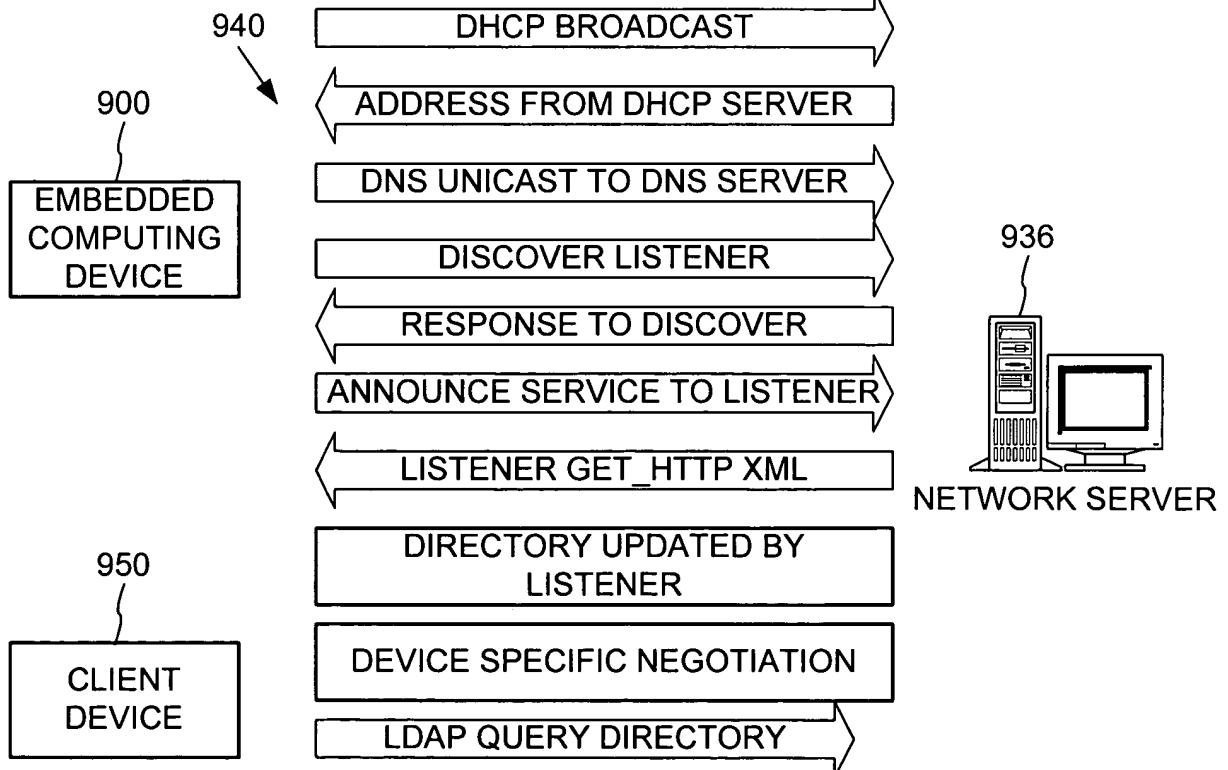 940
DHCP BROADCAST
ADDRESS FROM DHCP SERVER
900
EMBEDDED
COMPUTING
DEVICE
DNS UNICAST TO DNS SERVER
DISCOVER LISTENER
936
RESPONSE TO DISCOVER
ANNOUNCE SERVICE TO LISTENER
LISTENER GET_HTTP XML
NETWORK SERVER
DIRECTORY UPDATED BY
LISTENER
950
CLIENT
DEVICE
DEVICE SPECIFIC NEGOTIATION
LDAP QUERY DIRECTORY